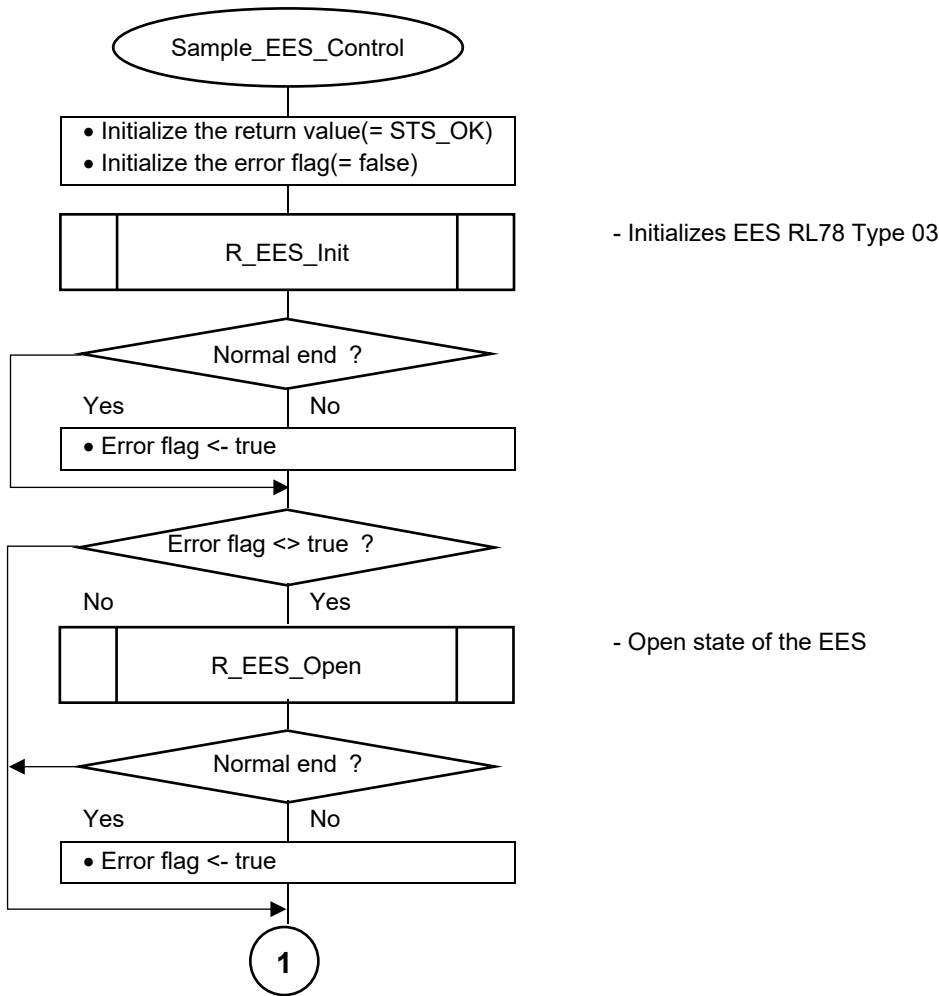 Sample_EES_Control
• Initialize the return value(= STS_OK)
• Initialize the error flag(= false)
R_EES_Init
- Initializes EES RL78 Type 03
Normal end ?
Yes
No
• Error flag <- true
Error flag <> true ?
No
Yes
R_EES_Open
- Open state of the EES
Normal end ?
Yes
No
• Error flag <- true
1